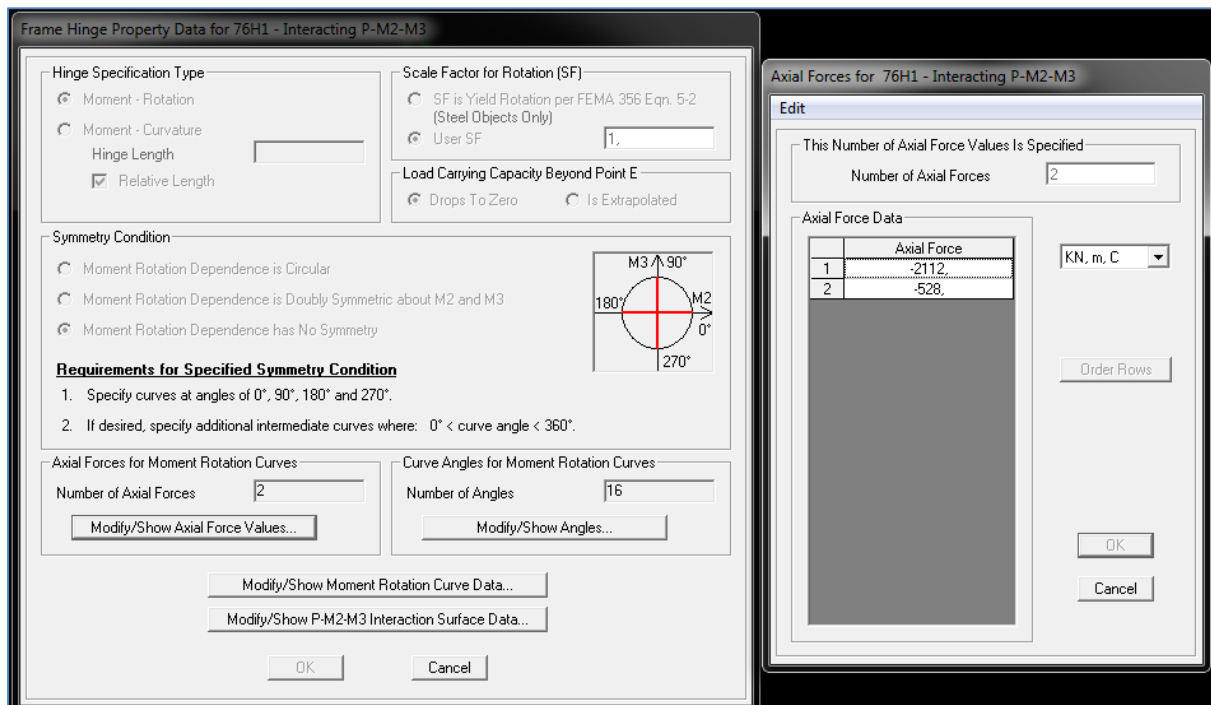 Frame Hinge Property Data for 76H1 - Interacting P-M2-M3
Hinge Specification Type
Moment - Rotation
Moment - Curvature
Hinge Length
Relative Length
Scale Factor for Rotation (SF)
SF is Yield Rotation per FEMA 356 Eqn. 5-2
(Steel Objects Only)
User SF
1,
Load Carrying Capacity Beyond Point E
Drops To Zero
Is Extrapolated
Symmetry Condition
Moment Rotation Dependence is Circular
Moment Rotation Dependence is Doubly Symmetric about M2 and M3
Moment Rotation Dependence has No Symmetry
M3 90°
180°
M2
0°
270°
Requirements for Specified Symmetry Condition
1. Specify curves at angles of 0°, 90°, 180° and 270°.
2. If desired, specify additional intermediate curves where: 0° < curve angle < 360°.
Axial Forces for Moment Rotation Curves
Number of Axial Forces 2
Modify/Show Axial Force Values...
Curve Angles for Moment Rotation Curves
Number of Angles 16
Modify/Show Angles...
Modify/Show Moment Rotation Curve Data...
Modify/Show P-M2-M3 Interaction Surface Data...
OK
Cancel
Axial Forces for 76H1 - Interacting P-M2-M3
Edit
This Number of Axial Force Values Is Specified
Number of Axial Forces 2
Axial Force Data
Axial Force
1 -2112,
2 -528,
KN, m, C
Order Rows
OK
Cancel